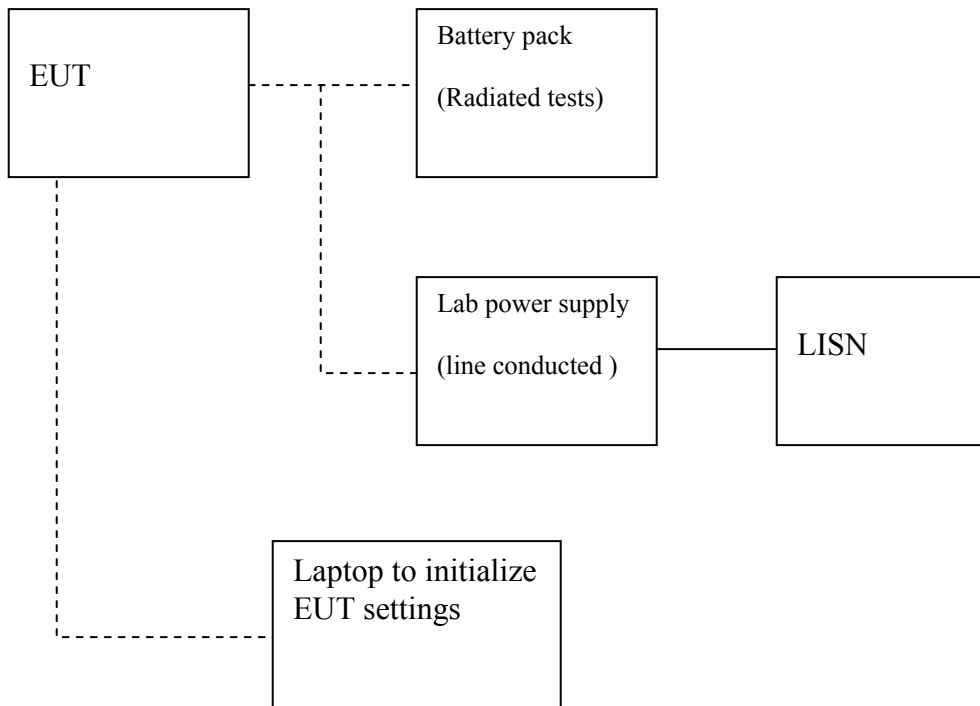 EUT
Battery pack
(Radiated tests)
Lab power supply
(line conducted )
LISN
Laptop to initialize
EUT settings